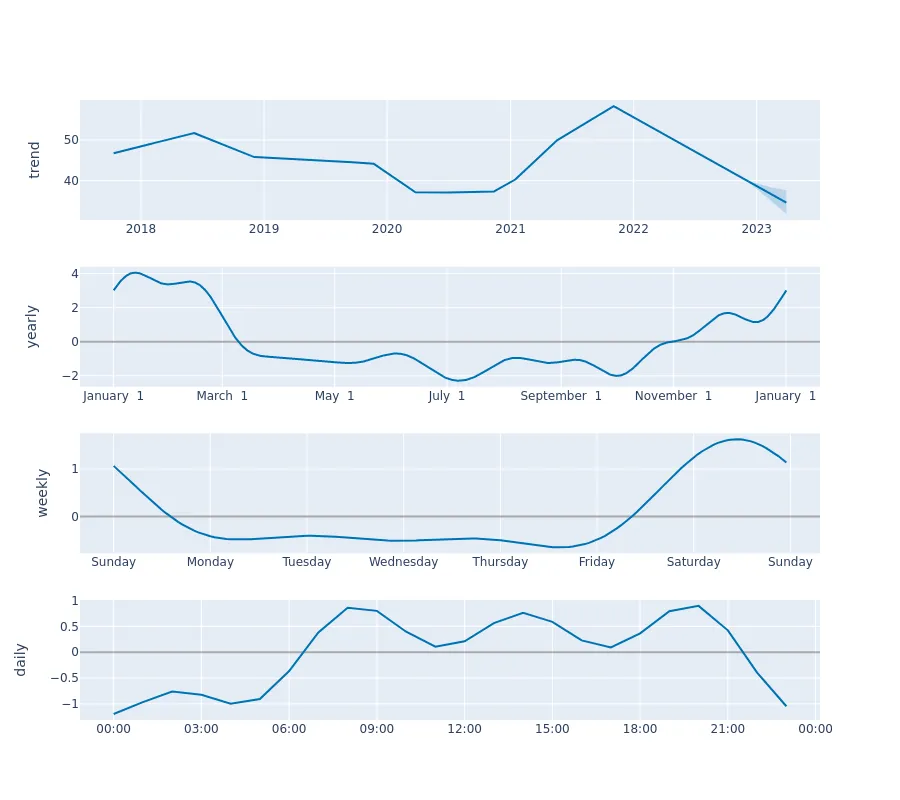 trend
50
40
2018 2019 2020 2021 2022 2023
yearly
4
2
0
−2
January 1 March 1 May 1 July 1 September 1 November 1 January 1
weekly
1
0
Sunday Monday Tuesday Wednesday Thursday Friday Saturday Sunday
daily
1
0.5
0
−0.5
−1
00:00 03:00 06:00 09:00 12:00 15:00 18:00 21:00 00:00